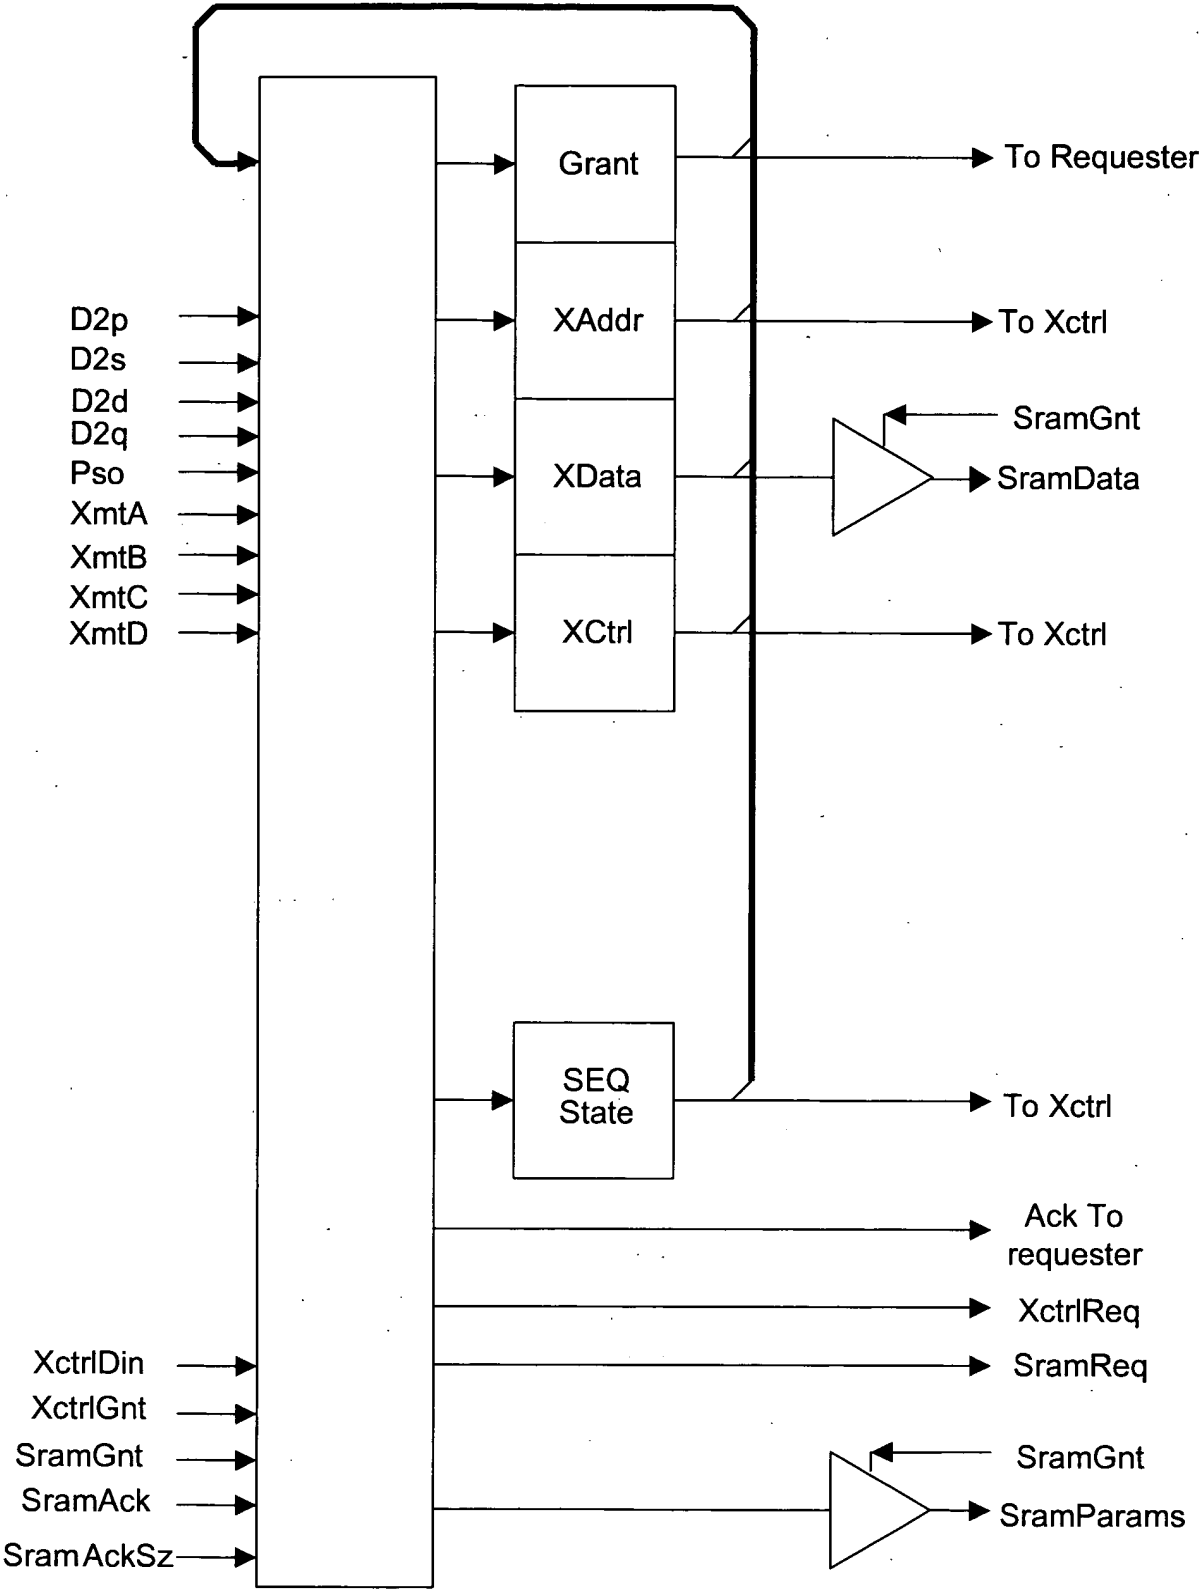 Grant
To Requester
D2p
XAddr
To Xctrl
D2s
D2d
SramGnt
D2q
Pso
XData
SramData
XmtA
XmtB
XmtC
XmtD
XCtrl
To Xctrl
SEQ
State
To Xctrl
Ack To
requester
XctrlReq
XctrlDin
SramReq
XctrlGnt
SramGnt
SramGnt
SramAck
SramParams
SramAckSz